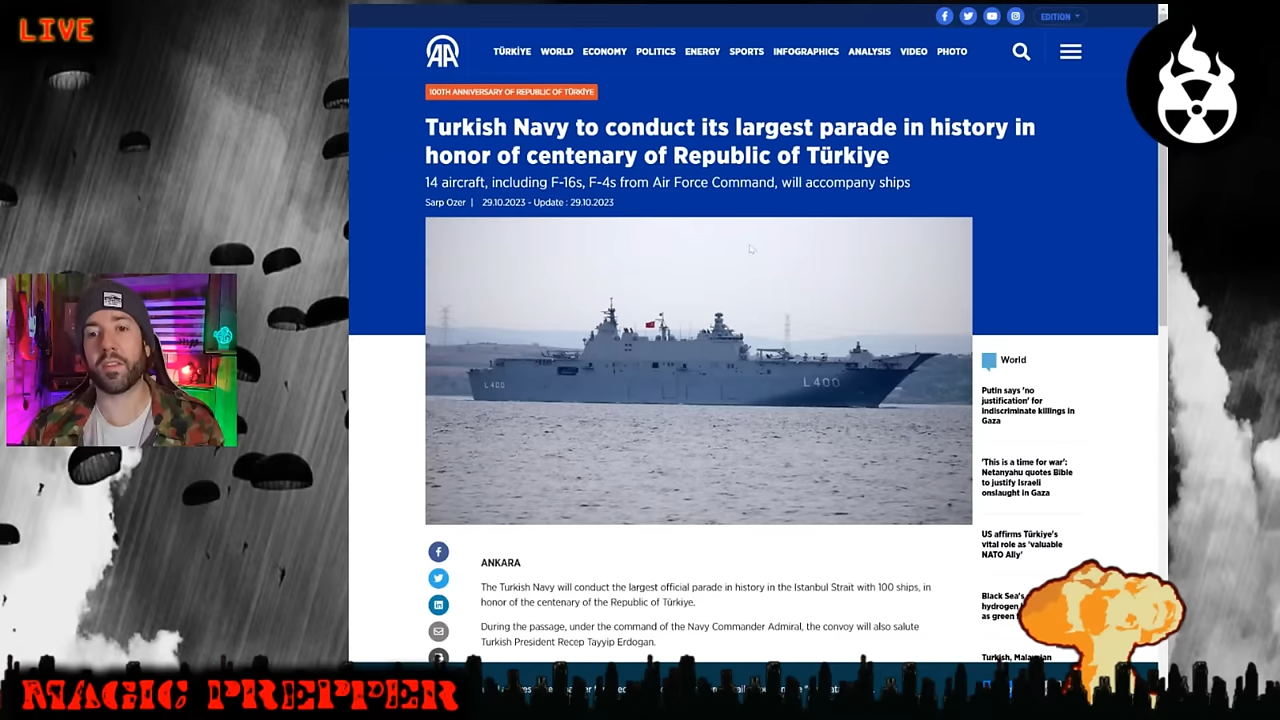 LIVE
EDITION
AA
TÜRKİYE WORLD ECONOMY POLITICS ENERGY SPORTS INFOGRAPHICS ANALYSIS VIDEO PHOTO
100TH ANNIVERSARY OF REPUBLIC OF TÜRKİYE
Turkish Navy to conduct its largest parade in history in
honor of centenary of Republic of Türkiye
14 aircraft, including F-16s, F-4s from Air Force Command, will accompany ships
Sarp Ozer | 29.10.2023 - Update : 29.10.2023
L400
L400
ANKARA
The Turkish Navy will conduct the largest official parade in history in the Istanbul Strait with 100 ships, in
honor of the centenary of the Republic of Türkiye.
During the passage, under the command of the Navy Commander Admiral, the convoy will also salute
Turkish President Recep Tayyip Erdogan.
World
Putin says 'no
justification' for
indiscriminate killings in
Gaza
'This is a time for war':
Netanyahu quotes Bible
to justify Israeli
onslaught in Gaza
US affirms Türkiye's
vital role as 'valuable
NATO Ally'
Black Sea's
hydrogen
as green
Turkish, Malaysian
MAGIC PREPPER